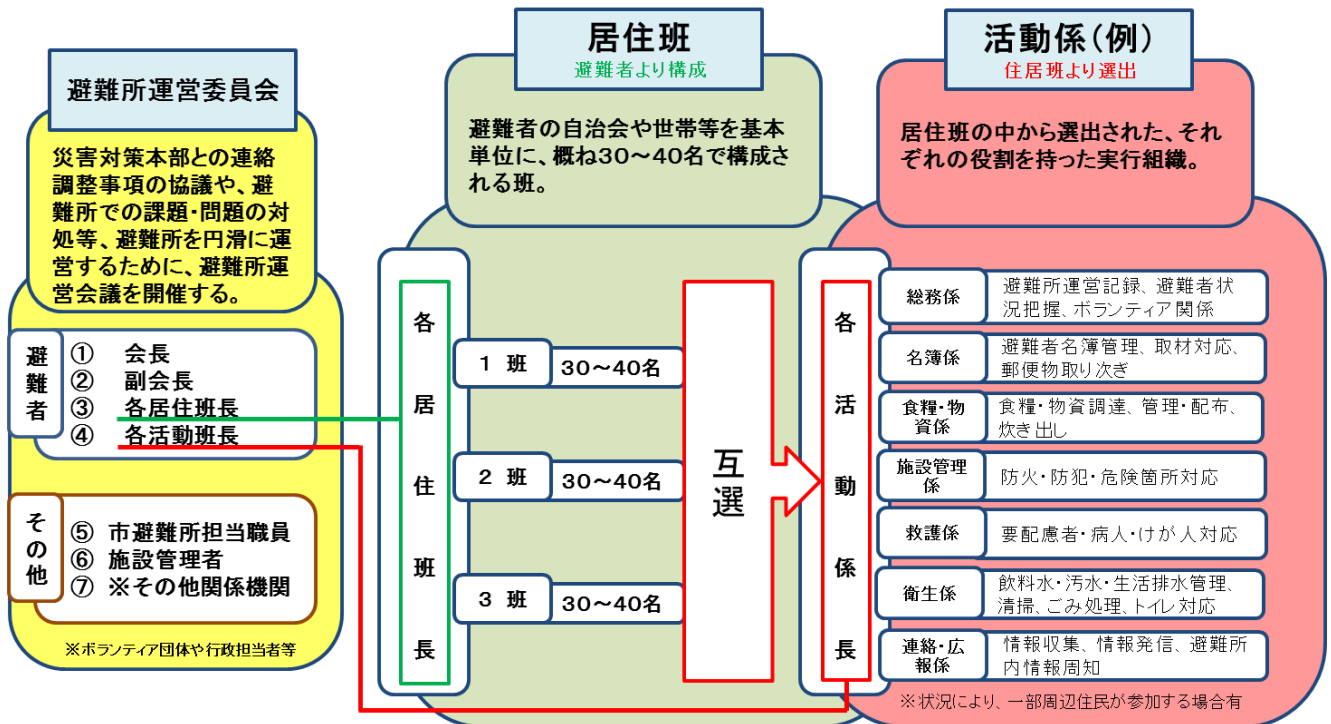 避難所運営委員会
災害対策本部との連絡
調整事項の協議や、避
難所での課題・問題の対
処等、避難所を円滑に運
営するために、避難所運
営会議を開催する。
避難者
① 会長
② 副会長
③ 各居住班長
④ 各活動班長
その他
⑤ 市避難所担当職員
⑥ 施設管理者
⑦ ※その他関係機関
※ボランティア団体や行政担当者等
居住班
避難者より構成
避難者の自治会や世帯等を基本
単位に、概ね30～40名で構成さ
れる班。
各居住班長
1 班 30～40名
2 班 30～40名
3 班 30～40名
互選
活動係(例)
住居班より選出
居住班の中から選出された、それ
ぞれの役割を持った実行組織。
各活動係長
総務係
避難所運営記録、避難者状
況把握、ボランティア関係
名簿係
避難者名簿管理、取材対応、
郵便物取り次ぎ
食糧・物
資係
食糧・物資調達、管理・配布、
炊き出し
施設管理
係
防火・防犯・危険箇所対応
救護係
要配慮者・病人・けが人対応
衛生係
飲料水・汚水・生活排水管理、
清掃、ごみ処理、トイレ対応
連絡・広
報係
情報収集、情報発信、避難所
内情報周知
※状況により、一部周辺住民が参加する場合有